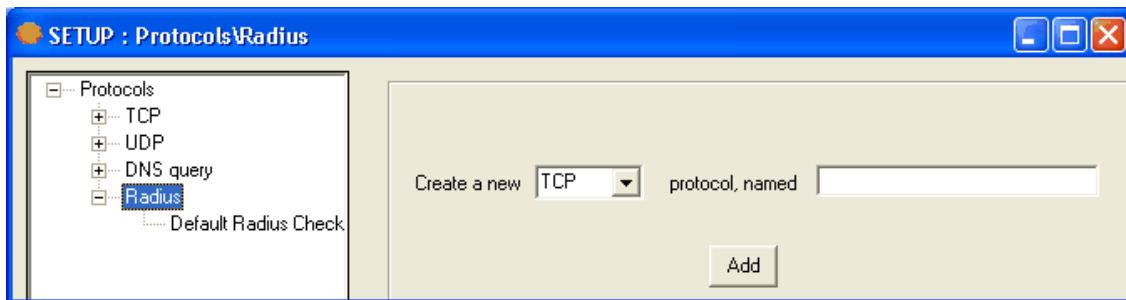 SETUP : Protocols\Radius
Protocols
TCP
UDP
DNS query
Radius
Default Radius Check
Create a new TCP protocol, named
Add